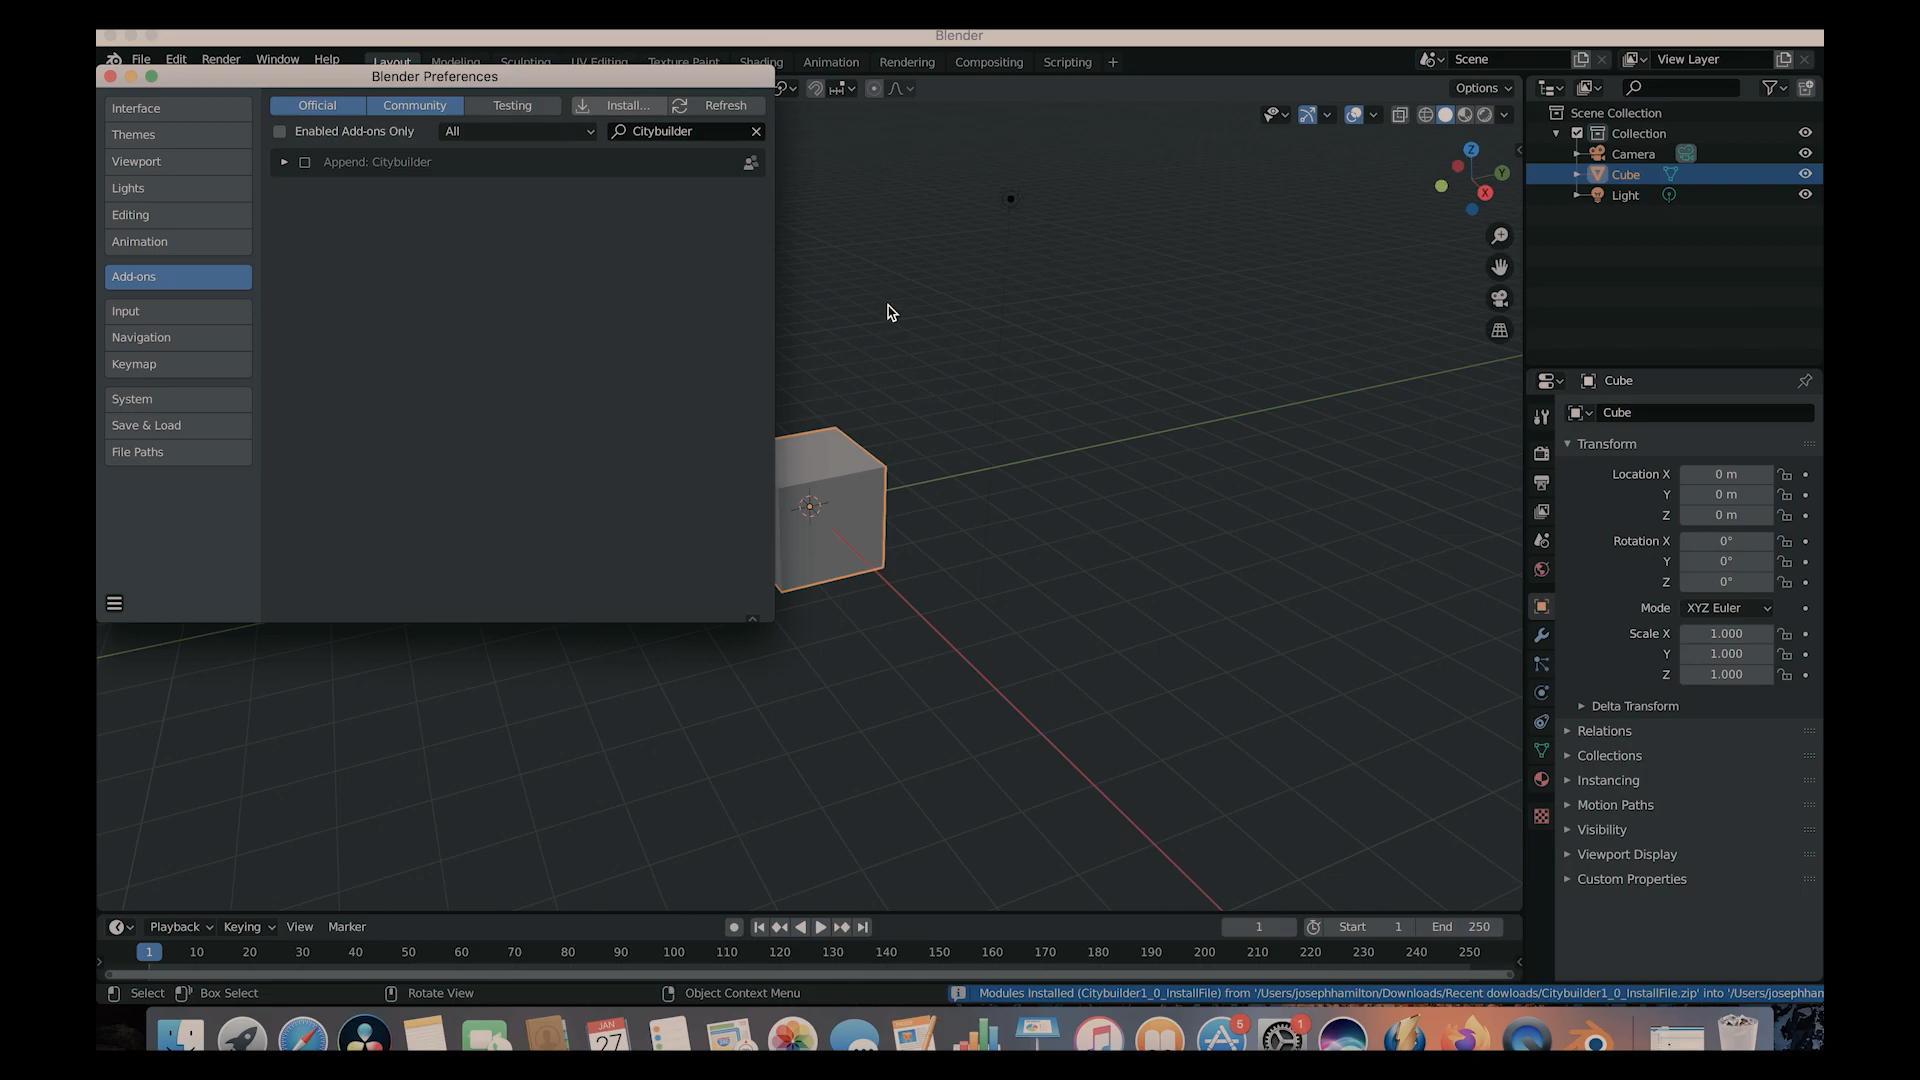 Blender
File Edit Render Window Help Layout Modeling Sculpting UV Editing Texture Paint Shading Animation Rendering Compositing Scripting
Scene
View Layer
Blender Preferences
Options
Interface
Themes
Viewport
Lights
Editing
Animation
Add-ons
Input
Navigation
Keymap
System
Save & Load
File Paths
Official Community Testing Install... Refresh
Enabled Add-ons Only All Citybuilder
Append: Citybuilder
Z
Y
X
Scene Collection
Collection
Camera
Cube
Light
Cube
Cube
Transform
Location X 0 m
Y 0 m
Z 0 m
Rotation X 0°
Y 0°
Z 0°
Mode XYZ Euler
Scale X 1.000
Y 1.000
Z 1.000
Delta Transform
Relations
Collections
Instancing
Motion Paths
Visibility
Viewport Display
Custom Properties
Playback Keying View Marker 1 Start 1 End 250
1 10 20 30 40 50 60 70 80 90 100 110 120 130 140 150 160 170 180 190 200 210 220 230 240 250
Select Box Select Rotate View Object Context Menu Modules Installed (Citybuilder1_0_InstallFile) from '/Users/josephhamilton/Downloads/Recent dowloads/Citybuilder1_0_InstallFile.zip' into '/Users/josephham
JAN
27
5
1